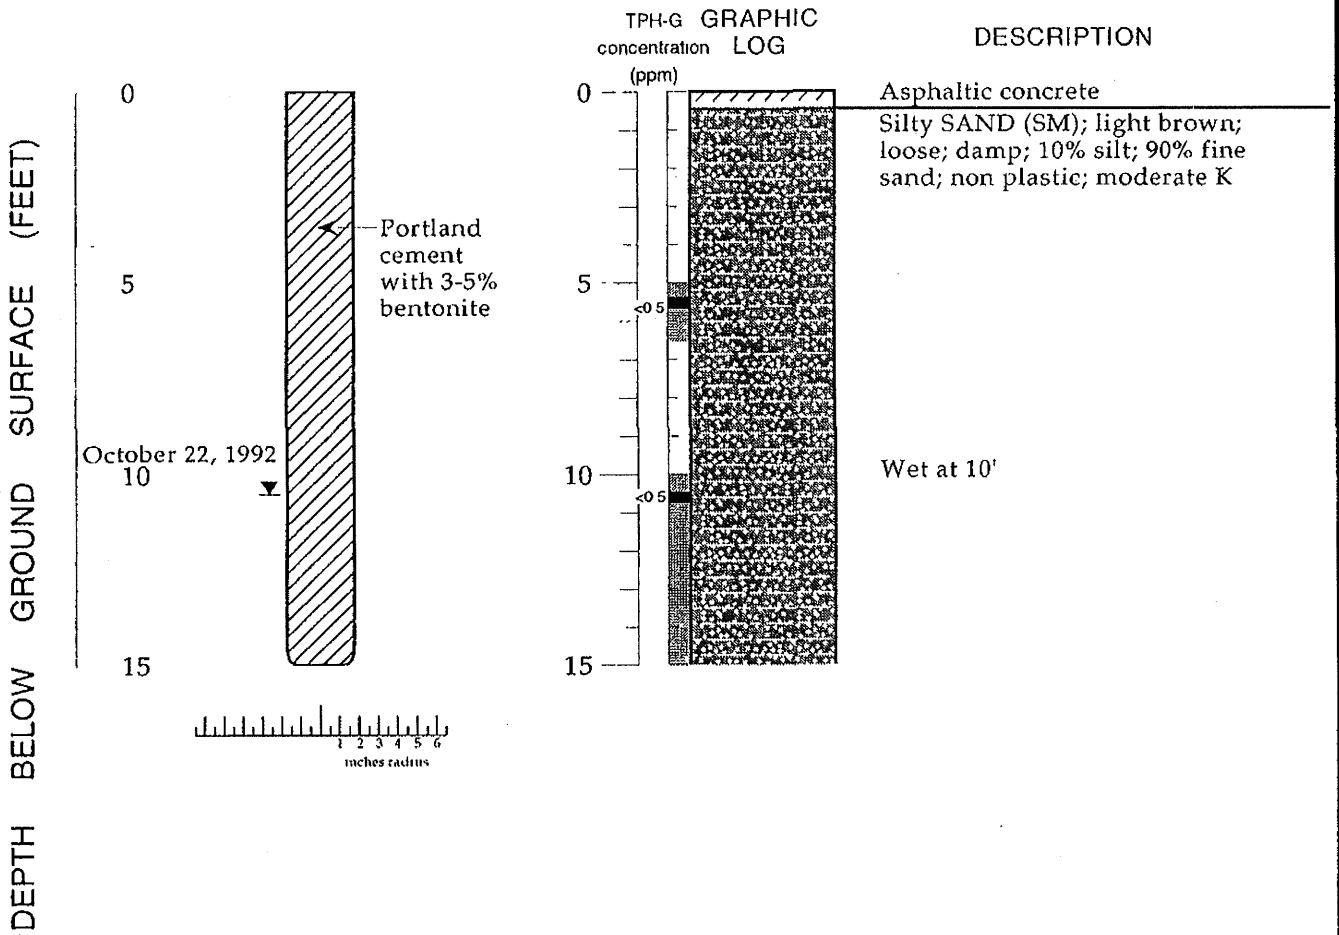 TPH-G GRAPHIC
concentration LOG
(ppm)
DESCRIPTION
DEPTH BELOW GROUND SURFACE (FEET)
0
5
10
15
Portland
cement
with 3-5%
bentonite
October 22, 1992
1 2 3 4 5 6
inches radius
0
5
<0 5
10
<0 5
15
Asphaltic concrete
Silty SAND (SM); light brown;
loose; damp; 10% silt; 90% fine
sand; non plastic; moderate K
Wet at 10'